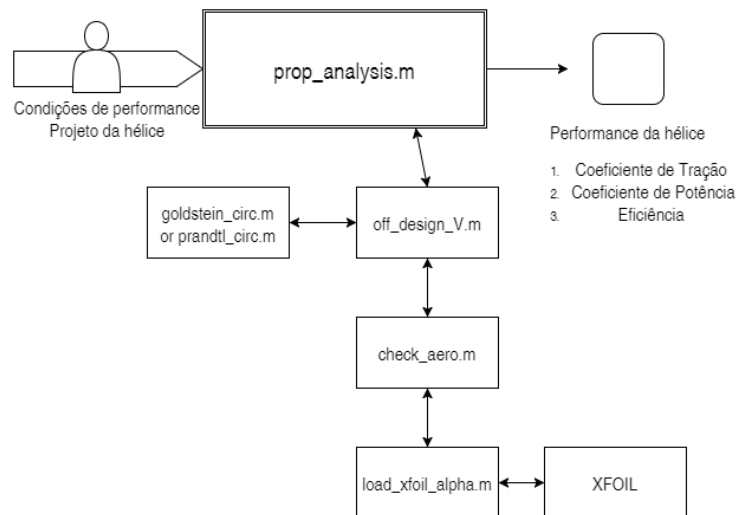 prop_analysis.m
Condições de performance
Projeto da hélice
Performance da hélice
1. Coeficiente de Tração
2. Coeficiente de Potência
3. Eficiência
goldstein_circ.m
or prandtl_circ.m
off_design_V.m
check_aero.m
load_xfoil_alpha.m
XFOIL